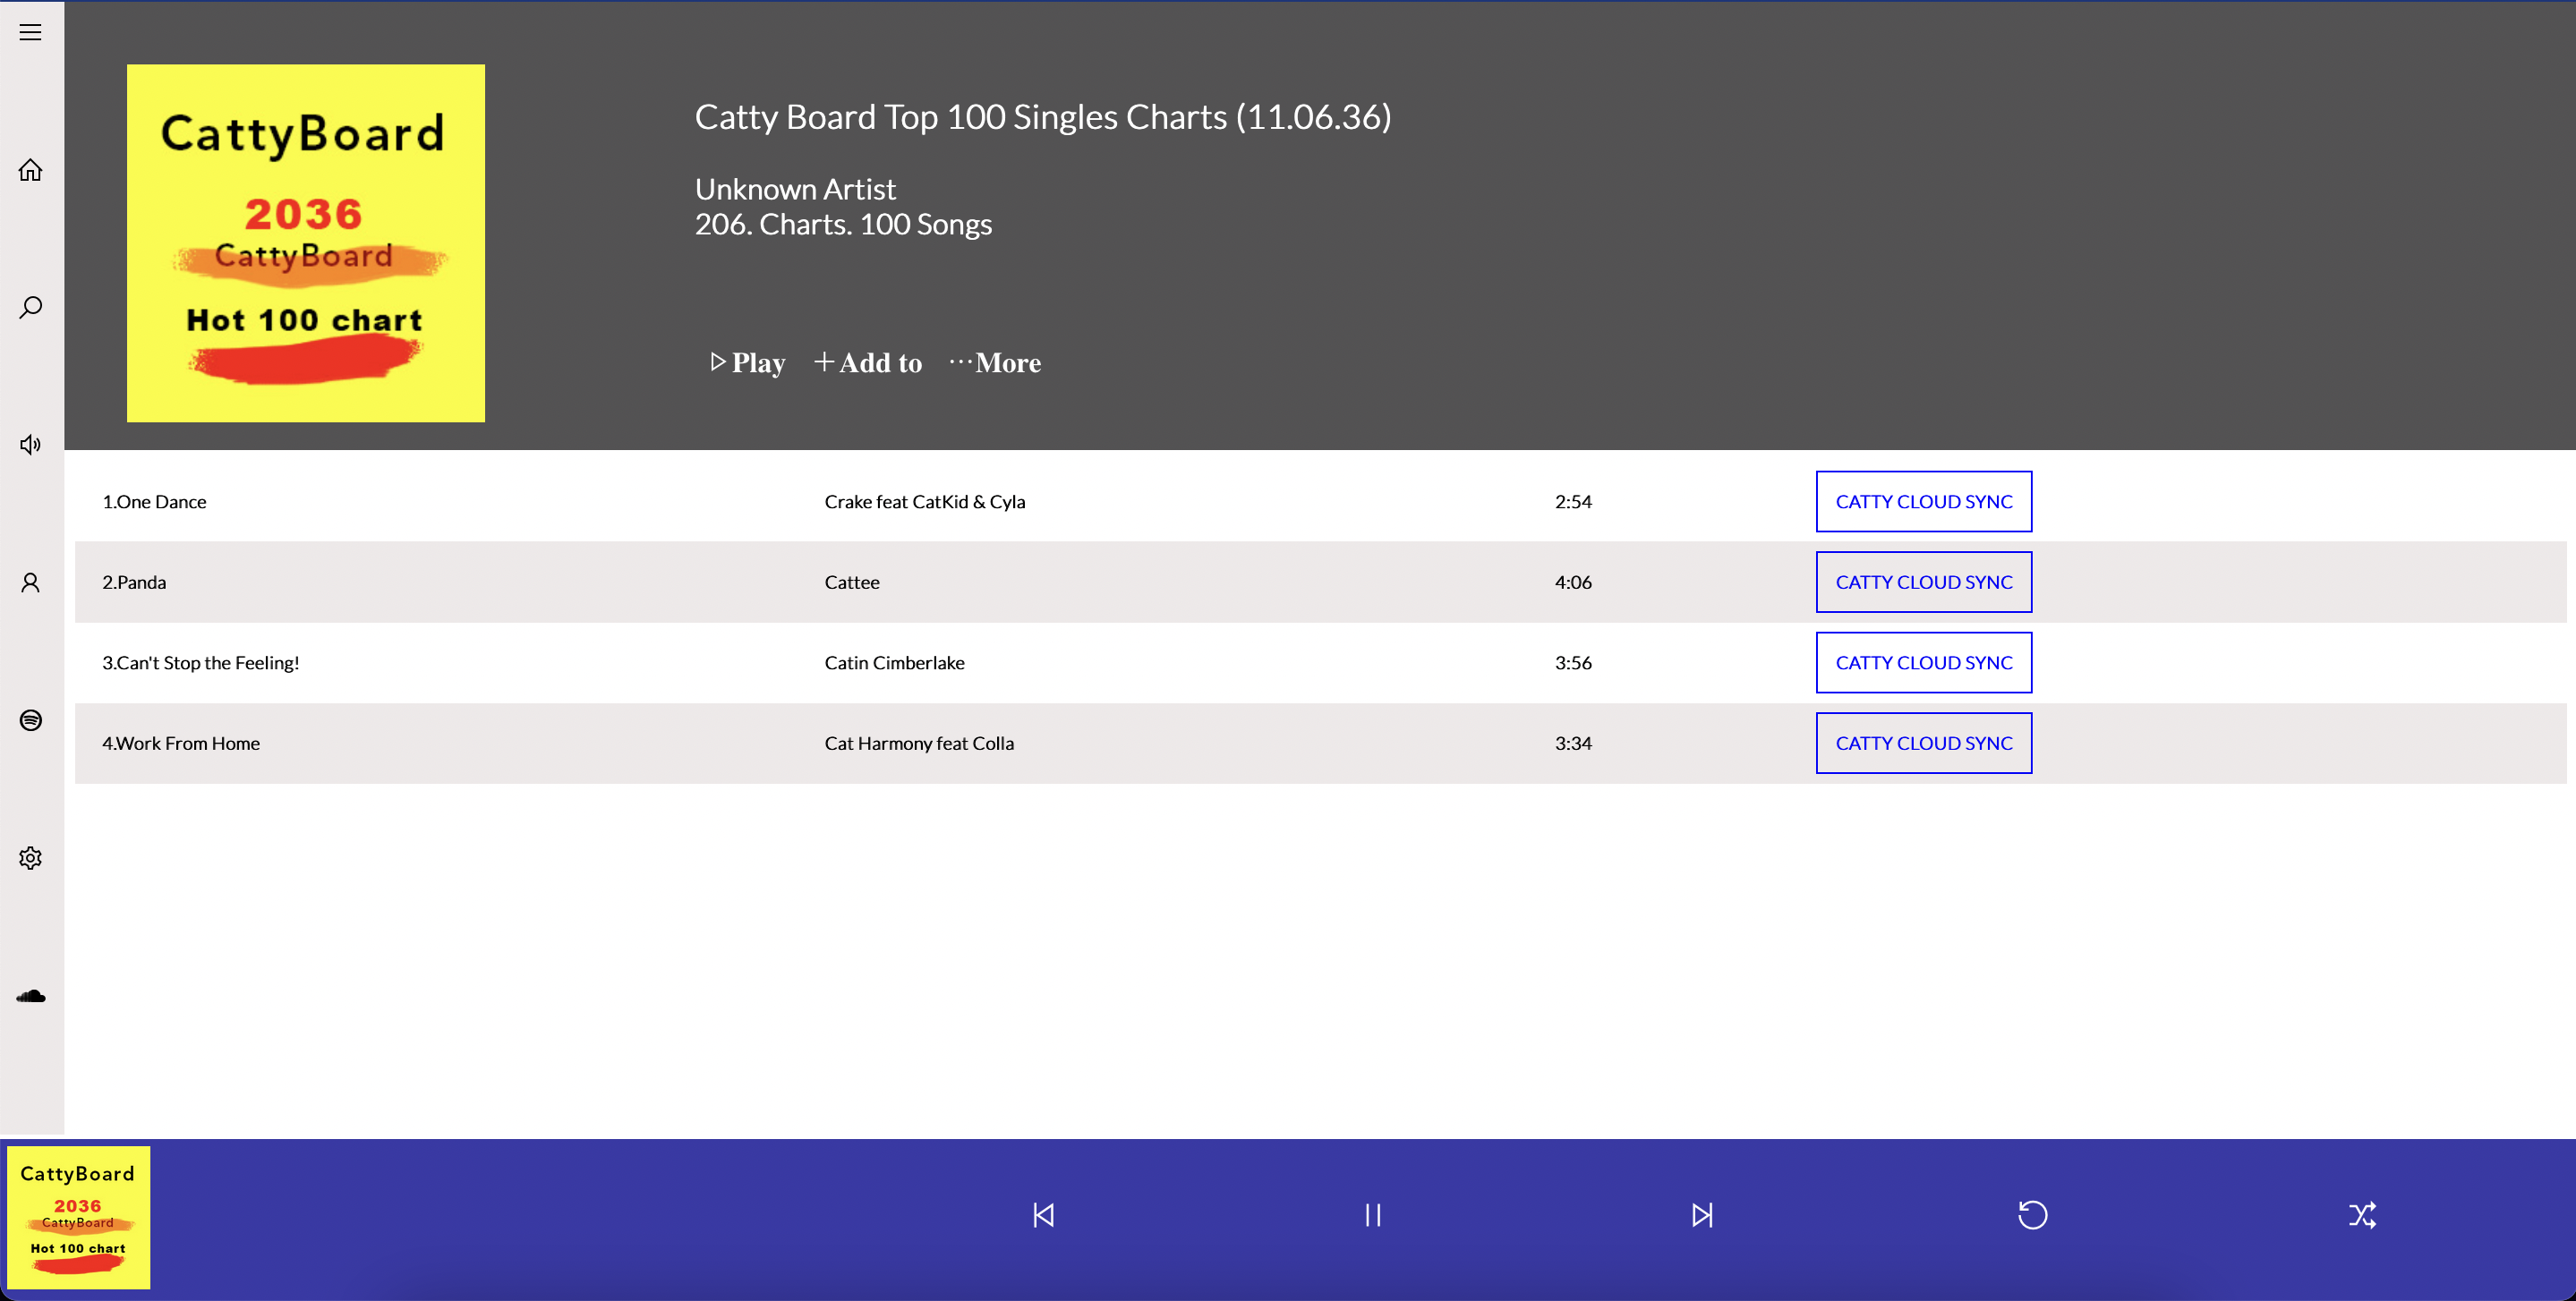 CattyBoard
2036
CattyBoard
Hot 100 chart
Catty Board Top 100 Singles Charts (11.06.36)
Unknown Artist
206. Charts. 100 Songs
Play Add to ···More
1.One Dance Crake feat CatKid & Cyla 2:54 CATTY CLOUD SYNC
2.Panda Cattee 4:06 CATTY CLOUD SYNC
3.Can't Stop the Feeling! Catin Cimberlake 3:56 CATTY CLOUD SYNC
4.Work From Home Cat Harmony feat Colla 3:34 CATTY CLOUD SYNC
CattyBoard
2036
CattyBoard
Hot 100 chart